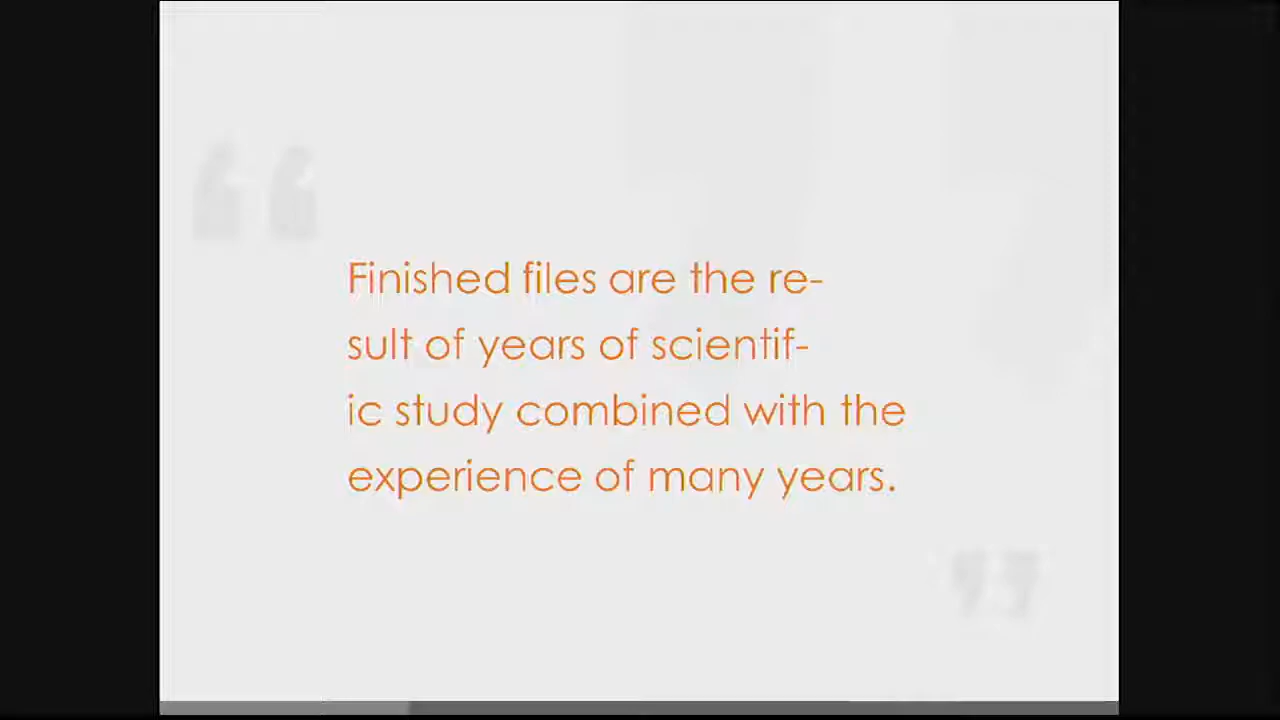 Finished files are the re-
sult of years of scientif-
ic study combined with the
experience of many years.